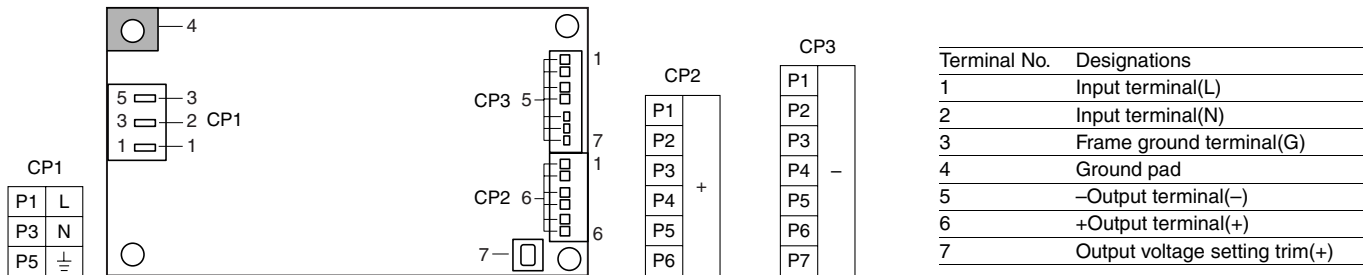 4
5
3
1
3
2
1
CP1
CP3
5
1
7
CP2
6
1
6
7
CP1
P1 L
P3 N
P5
CP2
P1
P2
P3
P4
P5
P6
+
CP3
P1
P2
P3
P4
P5
P6
P7
–
Terminal No. Designations
1 Input terminal(L)
2 Input terminal(N)
3 Frame ground terminal(G)
4 Ground pad
5 –Output terminal(–)
6 +Output terminal(+)
7 Output voltage setting trim(+)